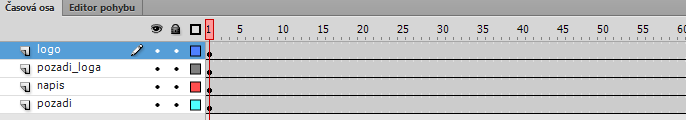 Časová osa Editor pohybu
1 5 10 15 20 25 30 35 40 45 50 55 60
logo
pozadi_loga
napis
pozadi